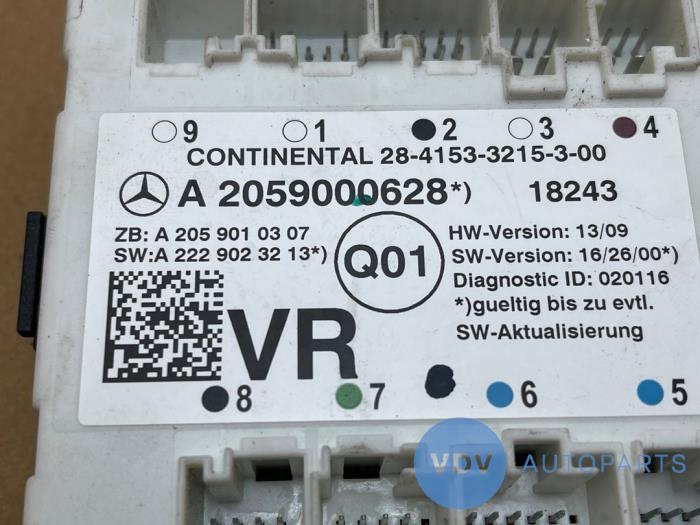 9 1 2 3 4
CONTINENTAL 28-4153-3215-3-00
A 2059000628*) 18243
ZB: A 205 901 03 07
SW:A 222 902 32 13*)
Q01
HW-Version: 13/09
SW-Version: 16/26/00*)
Diagnostic ID: 020116
*)gueltig bis zu evtl.
SW-Aktualisierung
VR
8 7 6 5
VDV AUTOPARTS